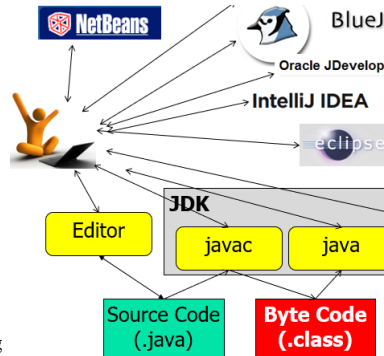 NetBeans
BlueJ
Oracle JDevelop
IntelliJ IDEA
eclipse
JDK
Editor
javac
java
Source Code
(.java)
Byte Code
(.class)
g